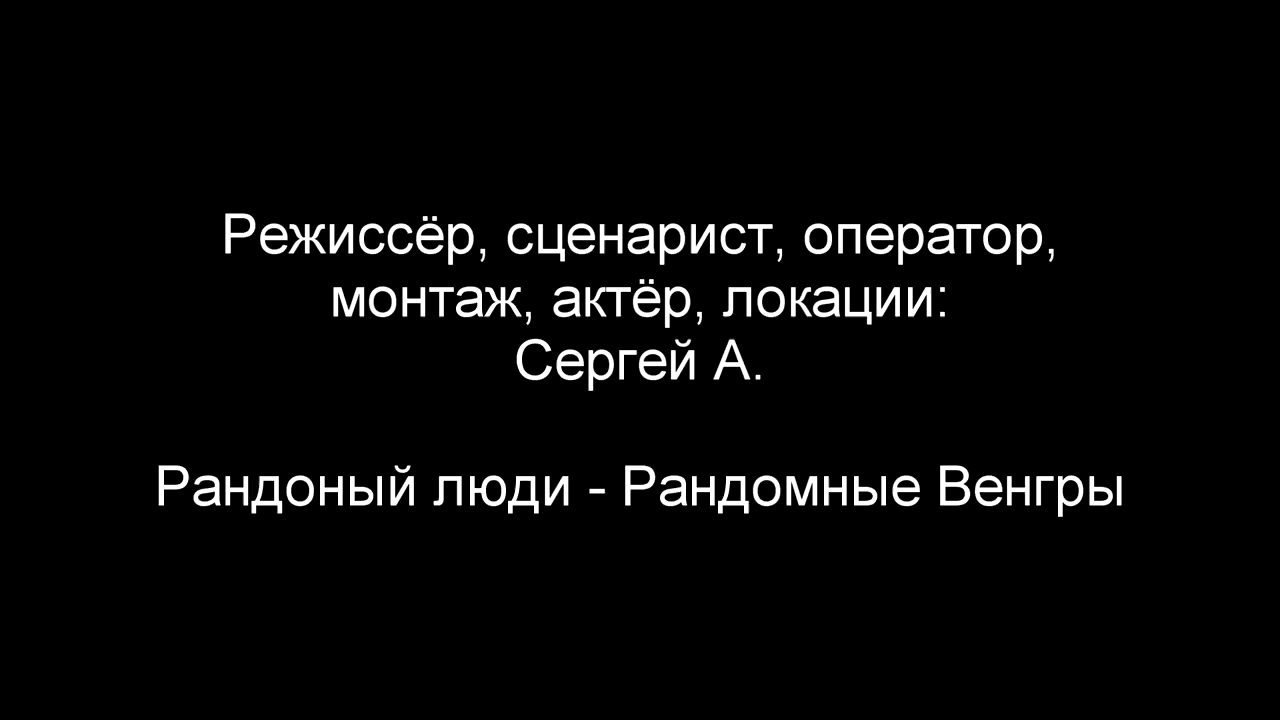 Режиссёр, сценарист, оператор,
монтаж, актёр, локации:
Сергей А.
Рандоный люди - Рандомные Венгры